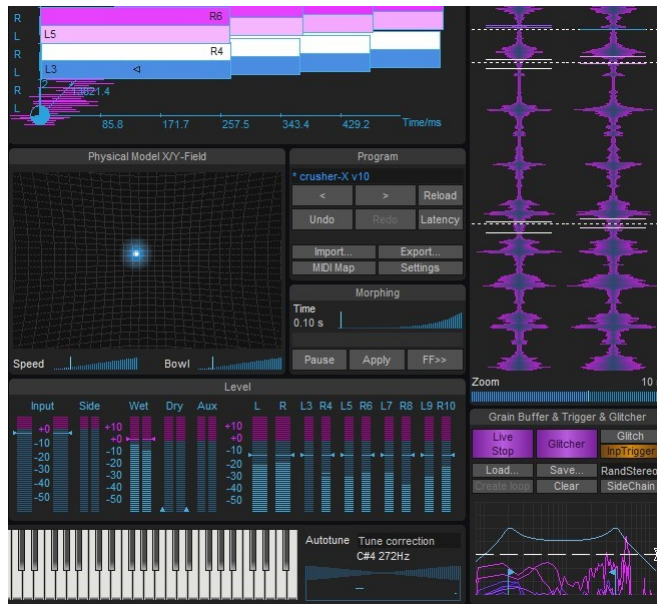 R R6
L L5
R R4
L L3
R 13021.4
L
85.8 171.7 257.5 343.4 429.2 Time/ms
Physical Model X/Y-Field
Speed Bowl
Program
* crusher-X v10
< > Reload
Undo Redo Latency
Import... Export...
MIDI Map Settings
Morphing
Time
0.10 s
Pause Apply FF>>
Level
Input Side Wet Dry Aux L R L3 R4 L5 R6 L7 R8 L9 R10
+10 +10
+0 +0 +0
-10 -10 -10
-20 -20 -20
-30 -30 -30
-40 -40 -40
-50 -50 -50
Autotune Tune correction
C#4 272Hz
Zoom 10
Grain Buffer & Trigger & Glitcher
Live Stop Glitcher Glitch
InpTrigger
Load... Save... RandStereo
Create loop Clear SideChain